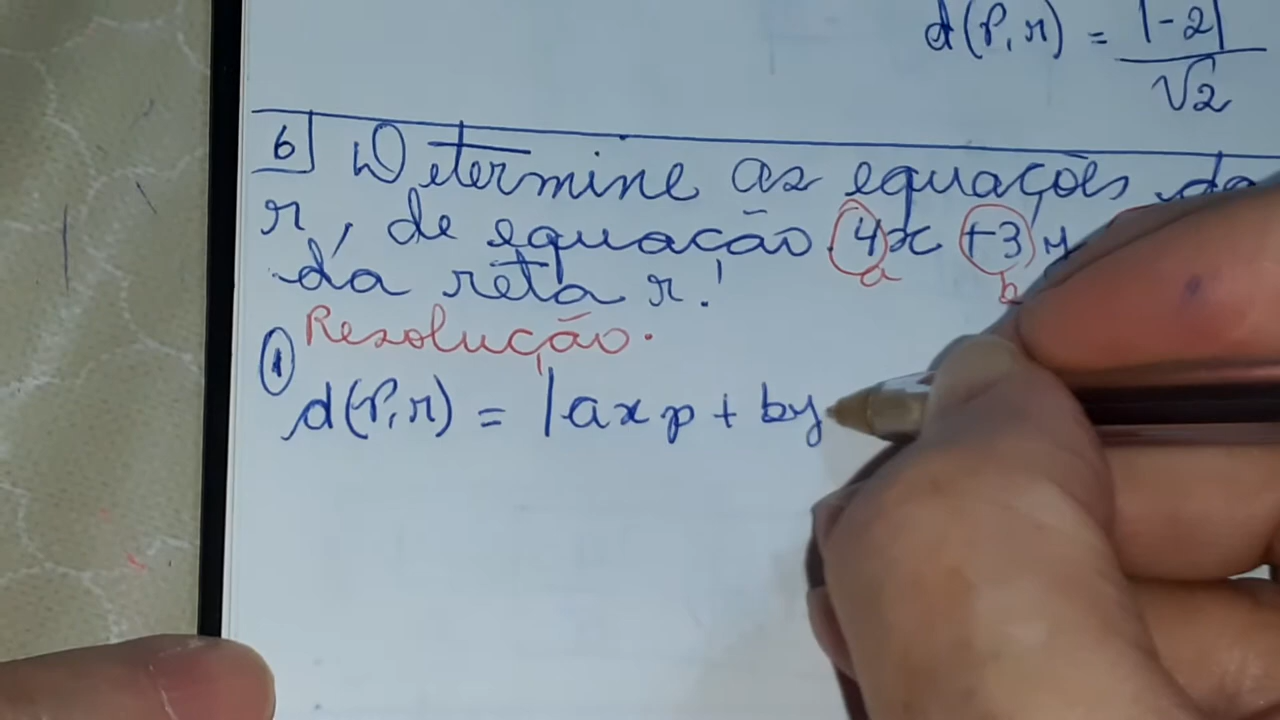 d(P,r) = |-2|
√2
6 Determine as equações da
r, de equação 4x +3y
a b
da reta r!
Resolução.
1
d(P,r) = |axp + by